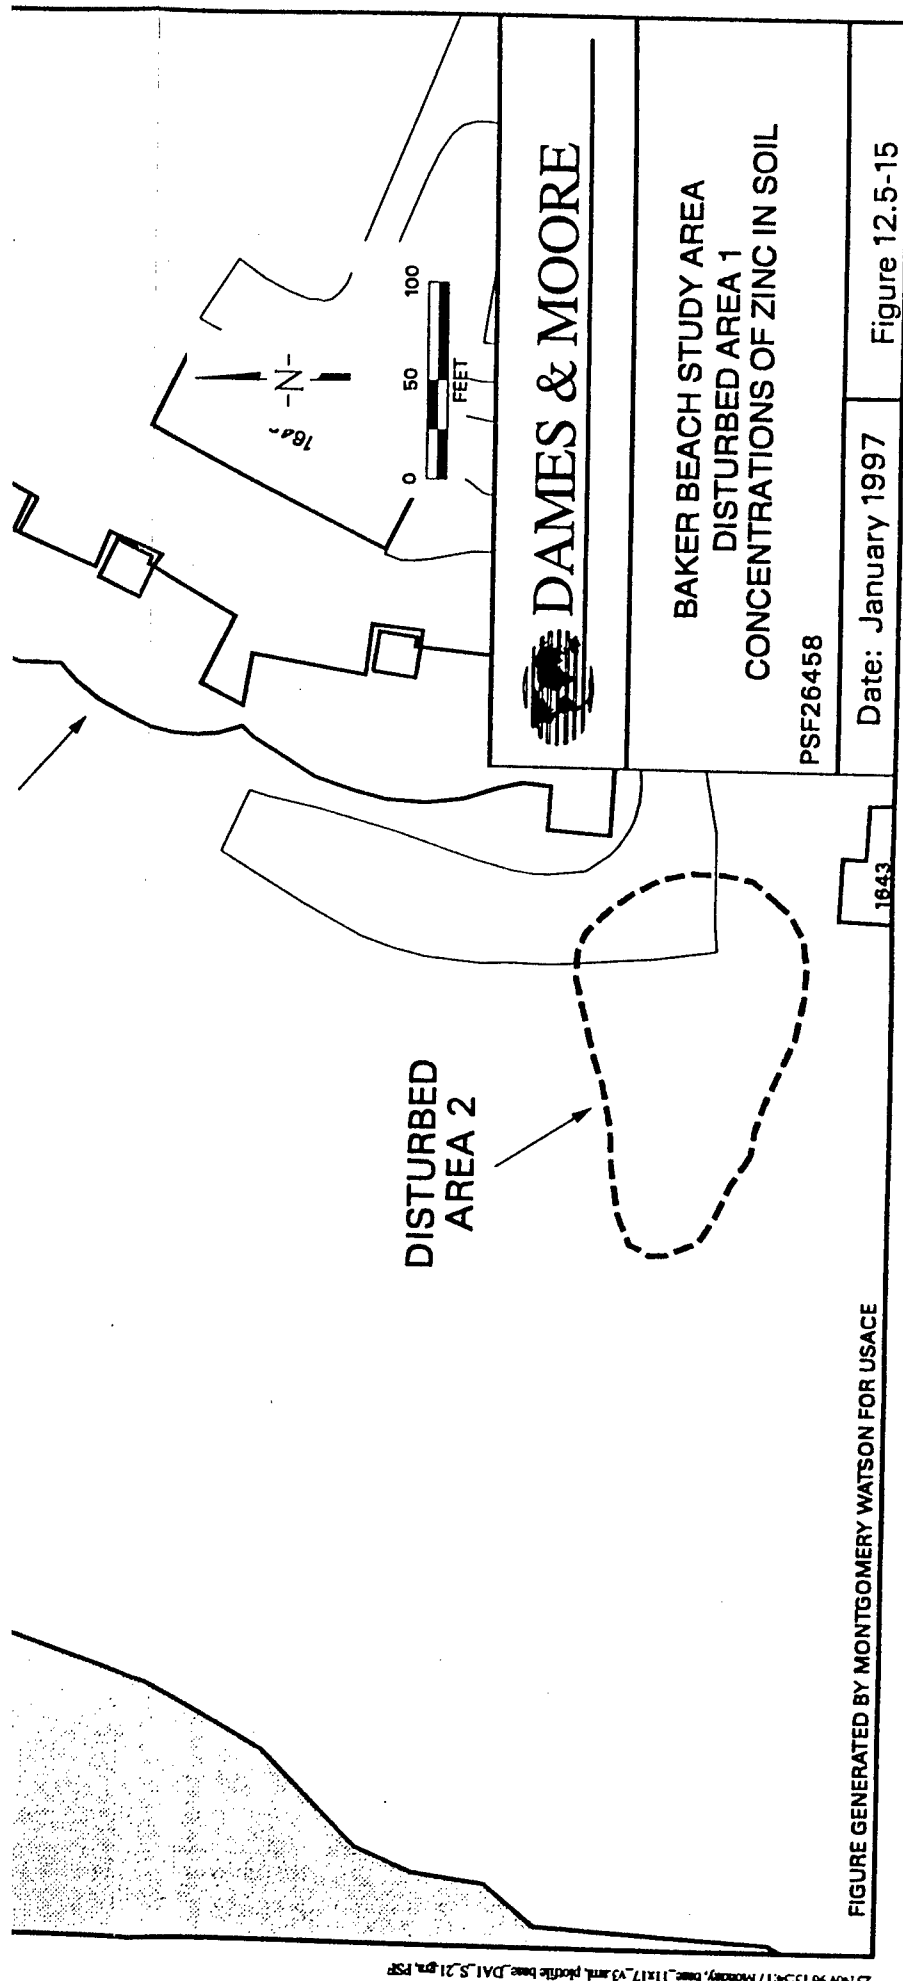 -N-
0 50 100
FEET
DISTURBED
AREA 2
DAMES & MOORE
BAKER BEACH STUDY AREA
DISTURBED AREA 1
CONCENTRATIONS OF ZINC IN SOIL
PSF26458
Date: January 1997
Figure 12.5-15
1643
FIGURE GENERATED BY MONTGOMERY WATSON FOR USACE